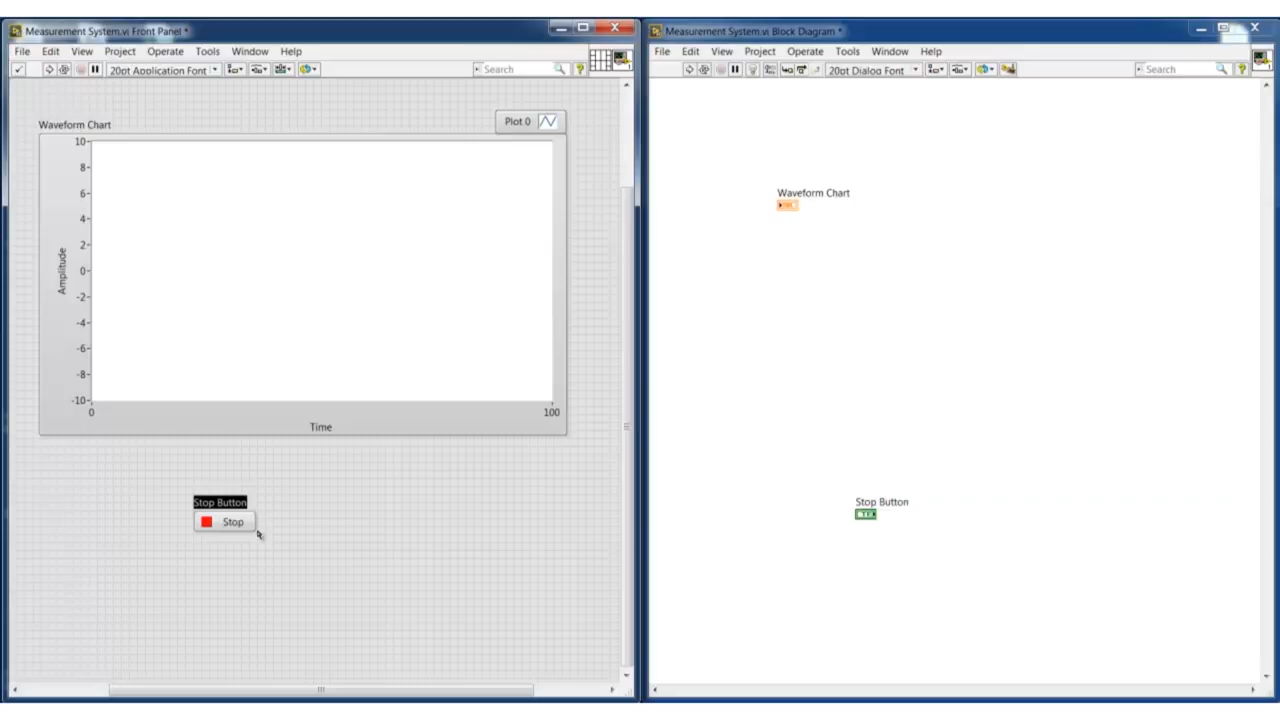 Measurement System.vi Front Panel *
File Edit View Project Operate Tools Window Help
20pt Application Font
Search
Waveform Chart
Plot 0
10
8
6
4
2
0
-2
-4
-6
-8
-10
Amplitude
0
100
Time
Stop Button
Stop
Measurement System.vi Block Diagram *
File Edit View Project Operate Tools Window Help
20pt Dialog Font
Search
Waveform Chart
Stop Button